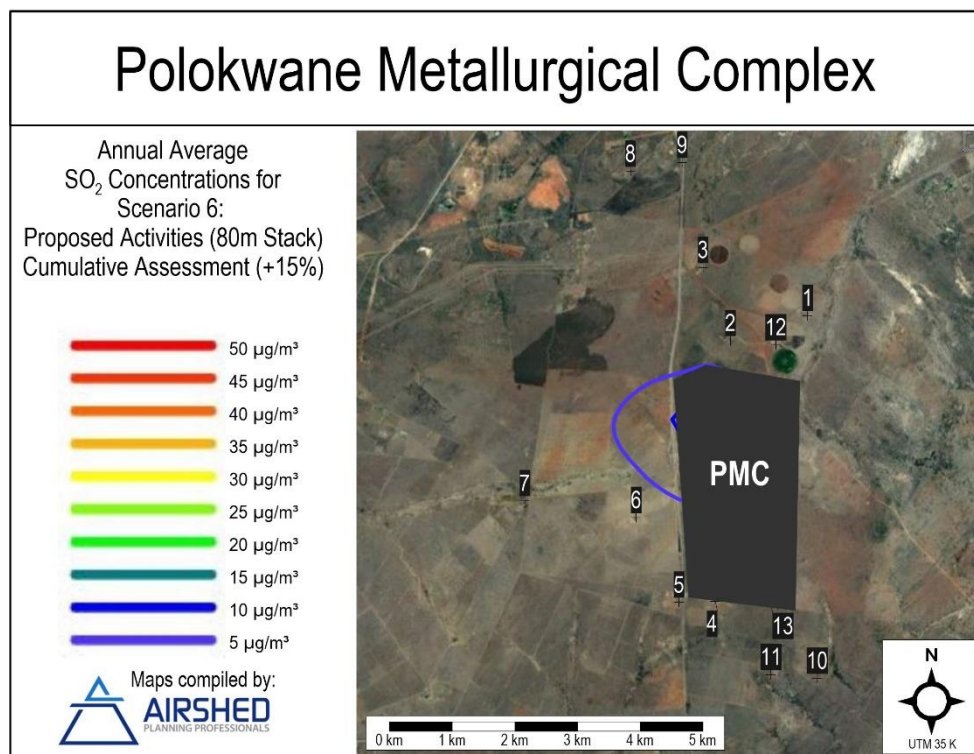 Polokwane Metallurgical Complex
Annual Average
SO₂ Concentrations for
Scenario 6:
Proposed Activities (80m Stack)
Cumulative Assessment (+15%)
50 µg/m³
45 µg/m³
40 µg/m³
35 µg/m³
30 µg/m³
25 µg/m³
20 µg/m³
15 µg/m³
10 µg/m³
5 µg/m³
Maps compiled by:
AIRSHED
PLANNING PROFESSIONALS
9
8
3
1
2
12
PMC
7
6
5
4
13
11
10
0 km 1 km 2 km 3 km 4 km 5 km
N
UTM 35 K